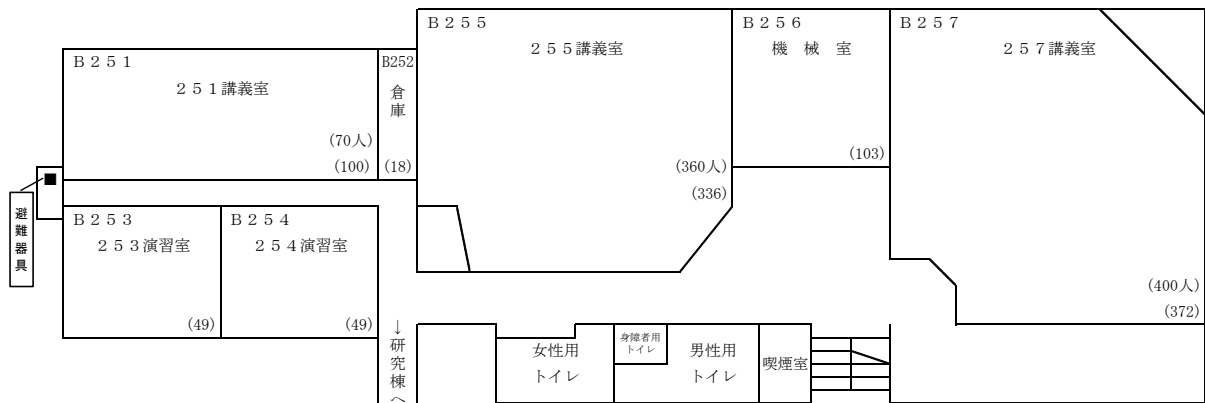 Ｂ２５１
２５１講義室
(70人)
(100)
B252
倉庫
(18)
Ｂ２５５
２５５講義室
(360人)
(336)
Ｂ２５６
機　械　室
(103)
Ｂ２５７
２５７講義室
(400人)
(372)
避難器具
Ｂ２５３
２５３演習室
(49)
Ｂ２５４
２５４演習室
(49)
↓研究棟へ
女性用
トイレ
身障者用
トイレ
男性用
トイレ
喫煙室